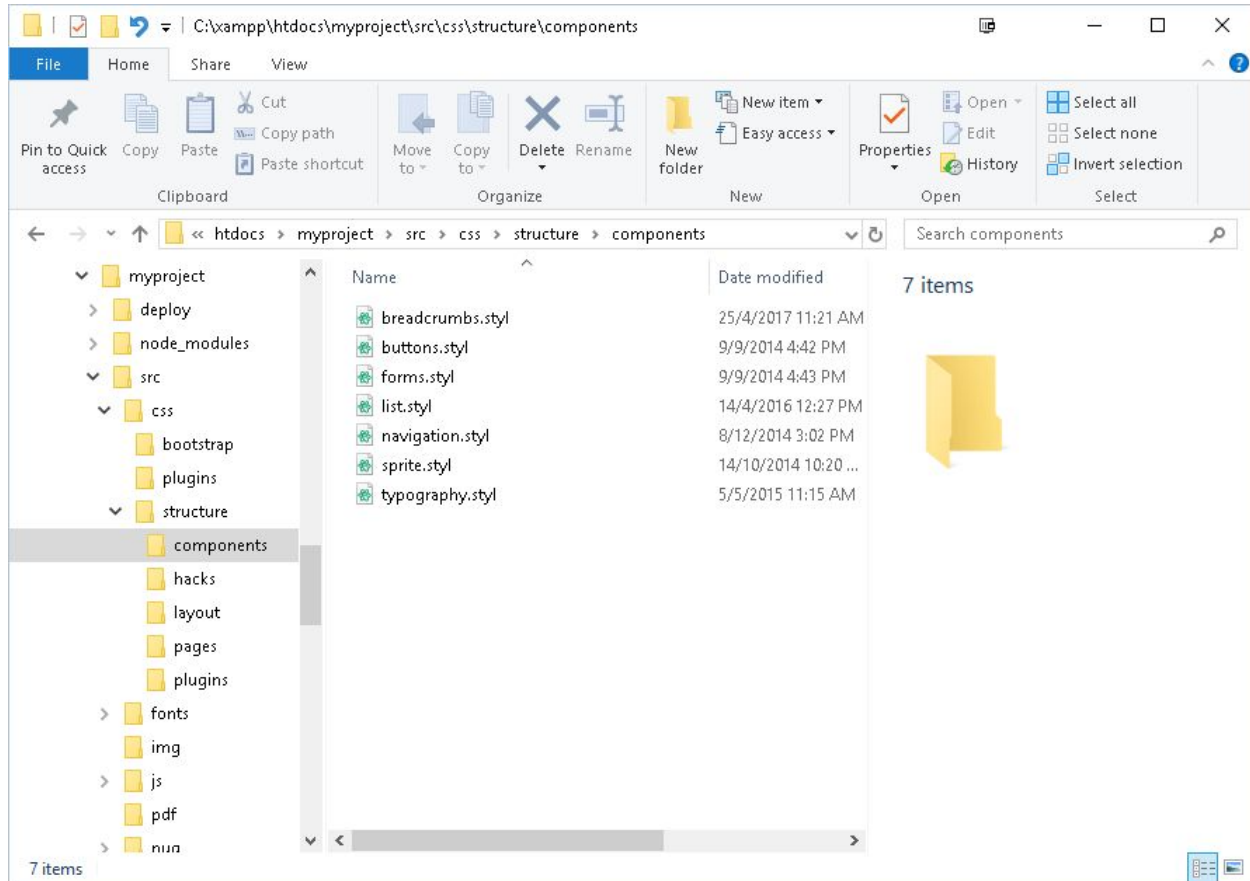 C:\xampp\htdocs\myproject\src\css\structure\components
File Home Share View
Pin to Quick access
Copy
Paste
Cut
Copy path
Paste shortcut
Clipboard
Move to
Copy to
Delete
Rename
Organize
New folder
New item
Easy access
New
Properties
Open
Edit
History
Open
Select all
Select none
Invert selection
Select
« htdocs > myproject > src > css > structure > components
Search components
myproject
deploy
node_modules
src
css
bootstrap
plugins
structure
components
hacks
layout
pages
plugins
fonts
img
js
pdf
Name Date modified
breadcrumbs.styl 25/4/2017 11:21 AM
buttons.styl 9/9/2014 4:42 PM
forms.styl 9/9/2014 4:43 PM
list.styl 14/4/2016 12:27 PM
navigation.styl 8/12/2014 3:02 PM
sprite.styl 14/10/2014 10:20 ...
typography.styl 5/5/2015 11:15 AM
7 items
7 items